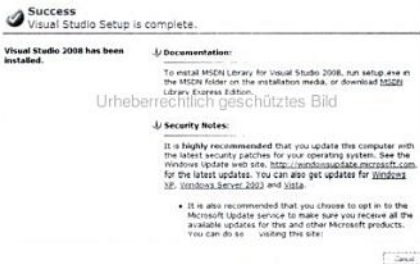 Success
Visual Studio Setup is complete.
Visual Studio 2008 has been
installed.
Documentation:
To install MSDN Library for Visual Studio 2008, run setup.exe in
the MSDN folder on the installation media, or download MSDN
Library Express Edition.
Urheberrechtlich geschütztes Bild
Security Notes:
It is highly recommended that you update this computer with
the latest security patches for your operating system. See the
Windows Update web site, http://windowsupdate.microsoft.com,
for the latest updates. You can also get updates for Windows
XP, Windows Server 2003 and Vista.
• It is also recommended that you choose to opt in to the
Microsoft Update service to make sure you receive all the
available updates for this and other Microsoft products.
You can do so visiting this site:
Cancel